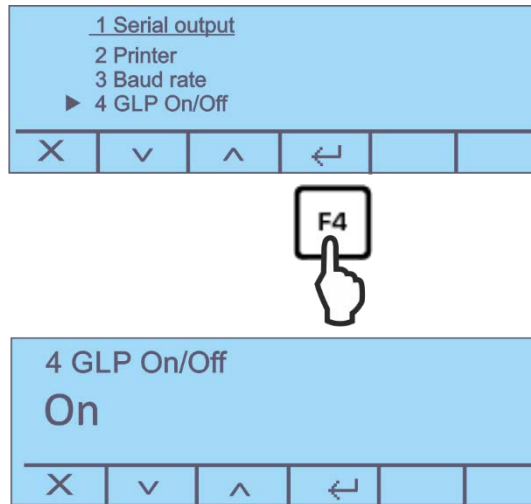 1 Serial output
2 Printer
3 Baud rate
4 GLP On/Off
F4
4 GLP On/Off
On